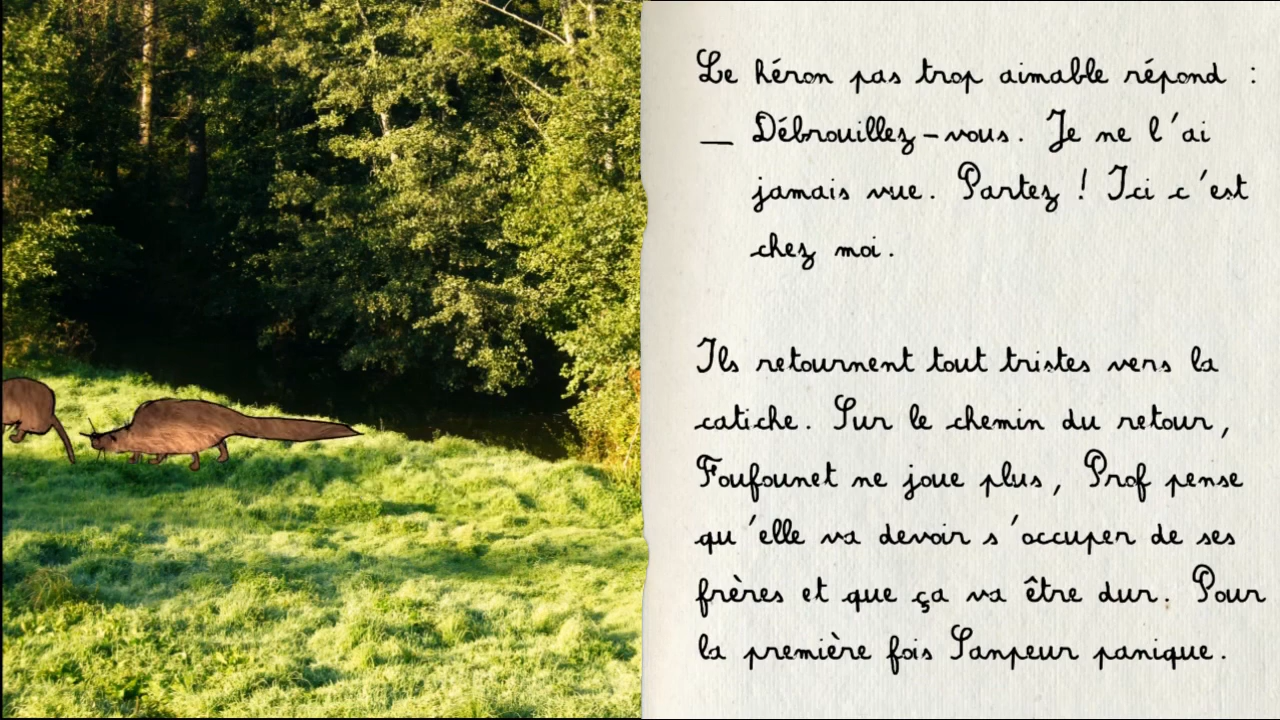 Le héron pas trop aimable répond :
— Débrouillez-vous. Je ne l'ai
jamais vue. Partez ! Ici c'est
chez moi.
Ils retournent tout tristes vers la
catiche. Sur le chemin du retour,
Foufounet ne joue plus, Prof pense
qu'elle va devoir s'occuper de ses
frères et que ça va être dur. Pour
la première fois Sanpeur panique.